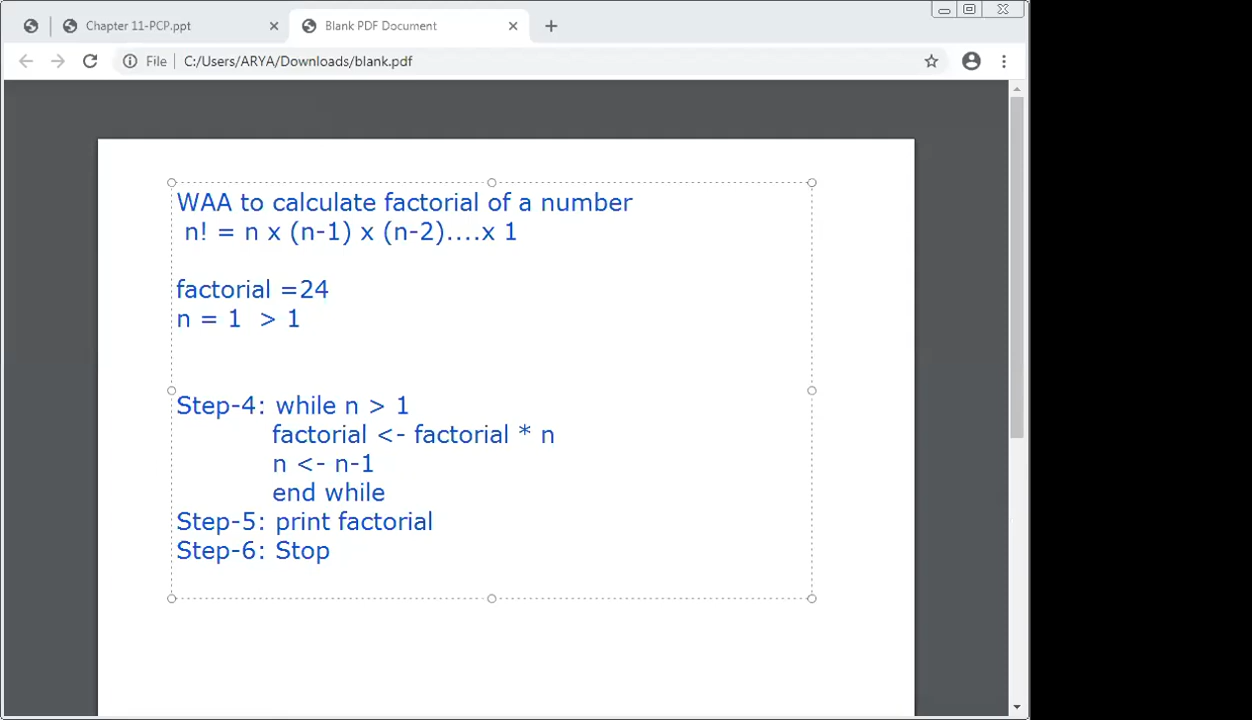 Chapter 11-PCP.ppt
Blank PDF Document
File
C:/Users/ARYA/Downloads/blank.pdf
WAA to calculate factorial of a number
n! = n x (n-1) x (n-2)....x 1
factorial =24
n = 1  > 1
Step-4: while n > 1
factorial <- factorial * n
n <- n-1
end while
Step-5: print factorial
Step-6: Stop